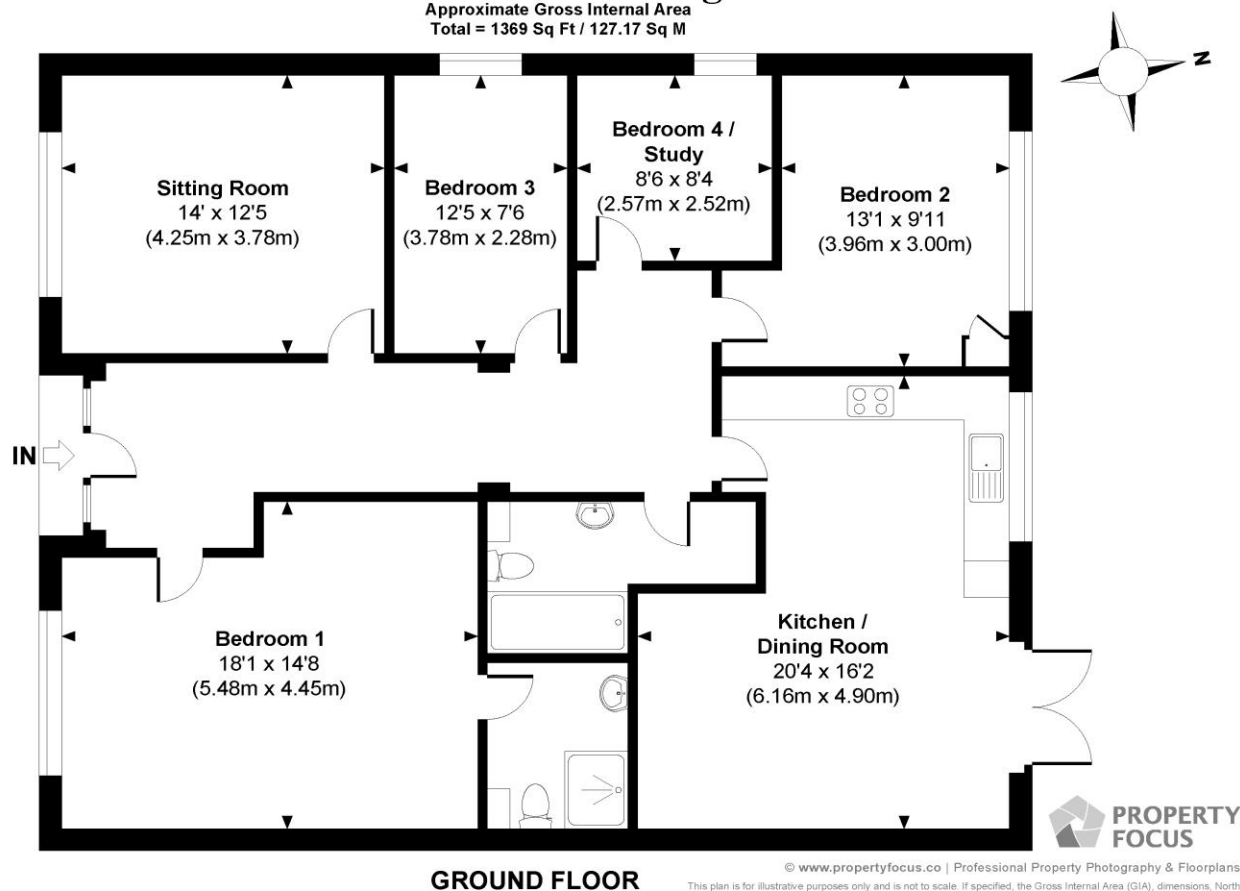 Approximate Gross Internal Area
Total = 1369 Sq Ft / 127.17 Sq M
N
Sitting Room
14' x 12'5
(4.25m x 3.78m)
Bedroom 3
12'5 x 7'6
(3.78m x 2.28m)
Bedroom 4 /
Study
8'6 x 8'4
(2.57m x 2.52m)
Bedroom 2
13'1 x 9'11
(3.96m x 3.00m)
IN
Bedroom 1
18'1 x 14'8
(5.48m x 4.45m)
Kitchen /
Dining Room
20'4 x 16'2
(6.16m x 4.90m)
PROPERTY
FOCUS
GROUND FLOOR
© www.propertyfocus.co | Professional Property Photography & Floorplans
This plan is for illustrative purposes only and is not to scale. If specified, the Gross Internal Area (GIA), dimensions, North